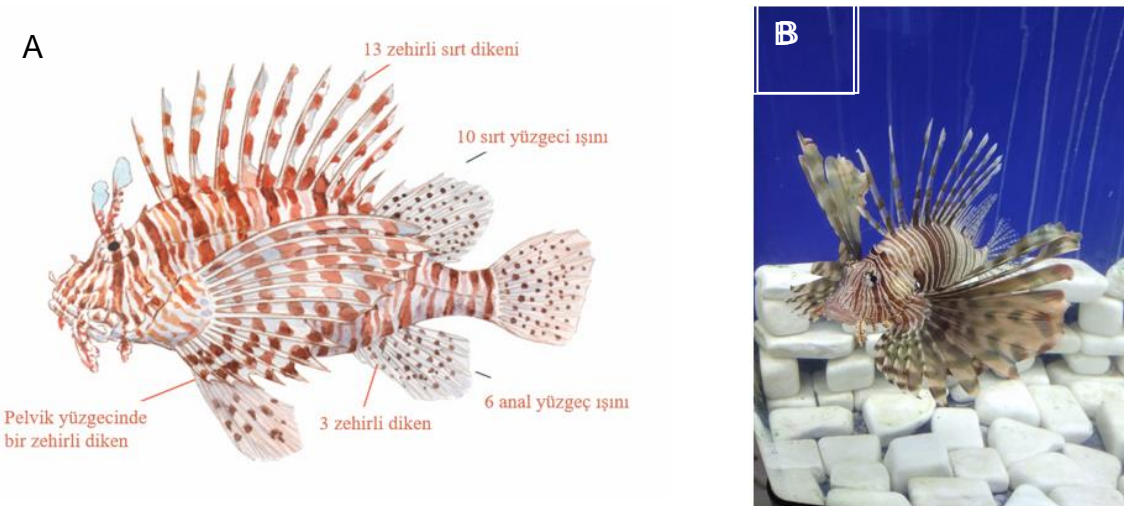 A
13 zehirli sırt dikeni
10 sırt yüzgeci ışını
6 anal yüzgeç ışını
3 zehirli diken
Pelvik yüzgecinde
bir zehirli diken
B